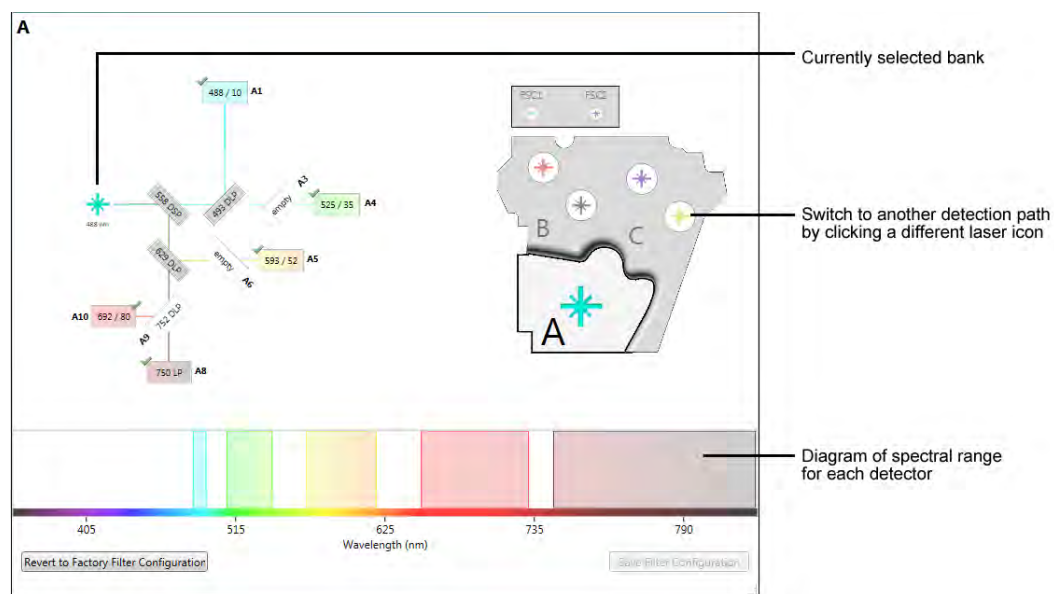 A
Currently selected bank
488 / 10 A1
FSC1 FSC2
A3
558 DSP
493 DLP
empty
525 / 35 A4
488 nm
Switch to another detection path
by clicking a different laser icon
B
C
629 DLP
empty
593 / 52 A5
A6
A
A10 692 / 80
752 DLP
A9
750 LP A8
Diagram of spectral range
for each detector
405 515 625 735 790
Wavelength (nm)
Revert to Factory Filter Configuration
Save Filter Configuration